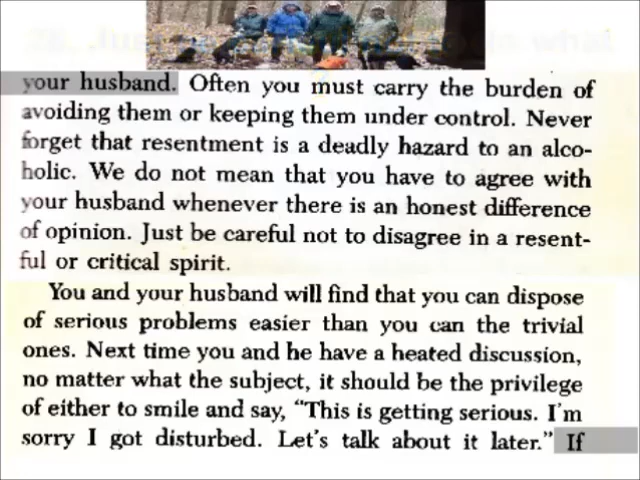 your husband. Often you must carry the burden of
avoiding them or keeping them under control. Never
forget that resentment is a deadly hazard to an alco-
holic. We do not mean that you have to agree with
your husband whenever there is an honest difference
of opinion. Just be careful not to disagree in a resent-
ful or critical spirit.
You and your husband will find that you can dispose
of serious problems easier than you can the trivial
ones. Next time you and he have a heated discussion,
no matter what the subject, it should be the privilege
of either to smile and say, “This is getting serious. I’m
sorry I got disturbed. Let’s talk about it later.” If